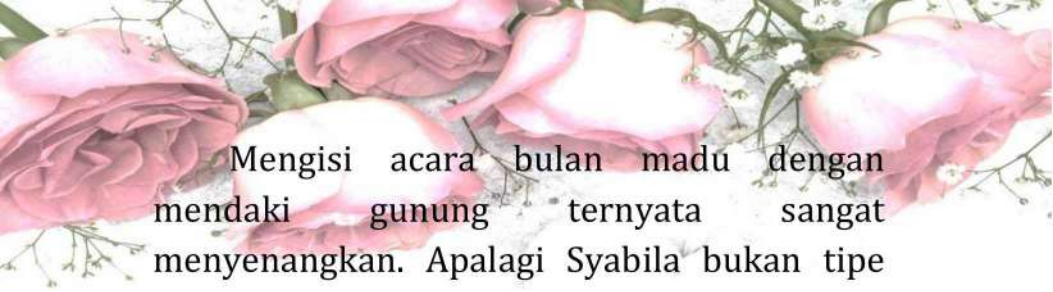 Mengisi acara bulan madu dengan
mendaki gunung ternyata sangat
menyenangkan. Apalagi Syabila bukan tipe